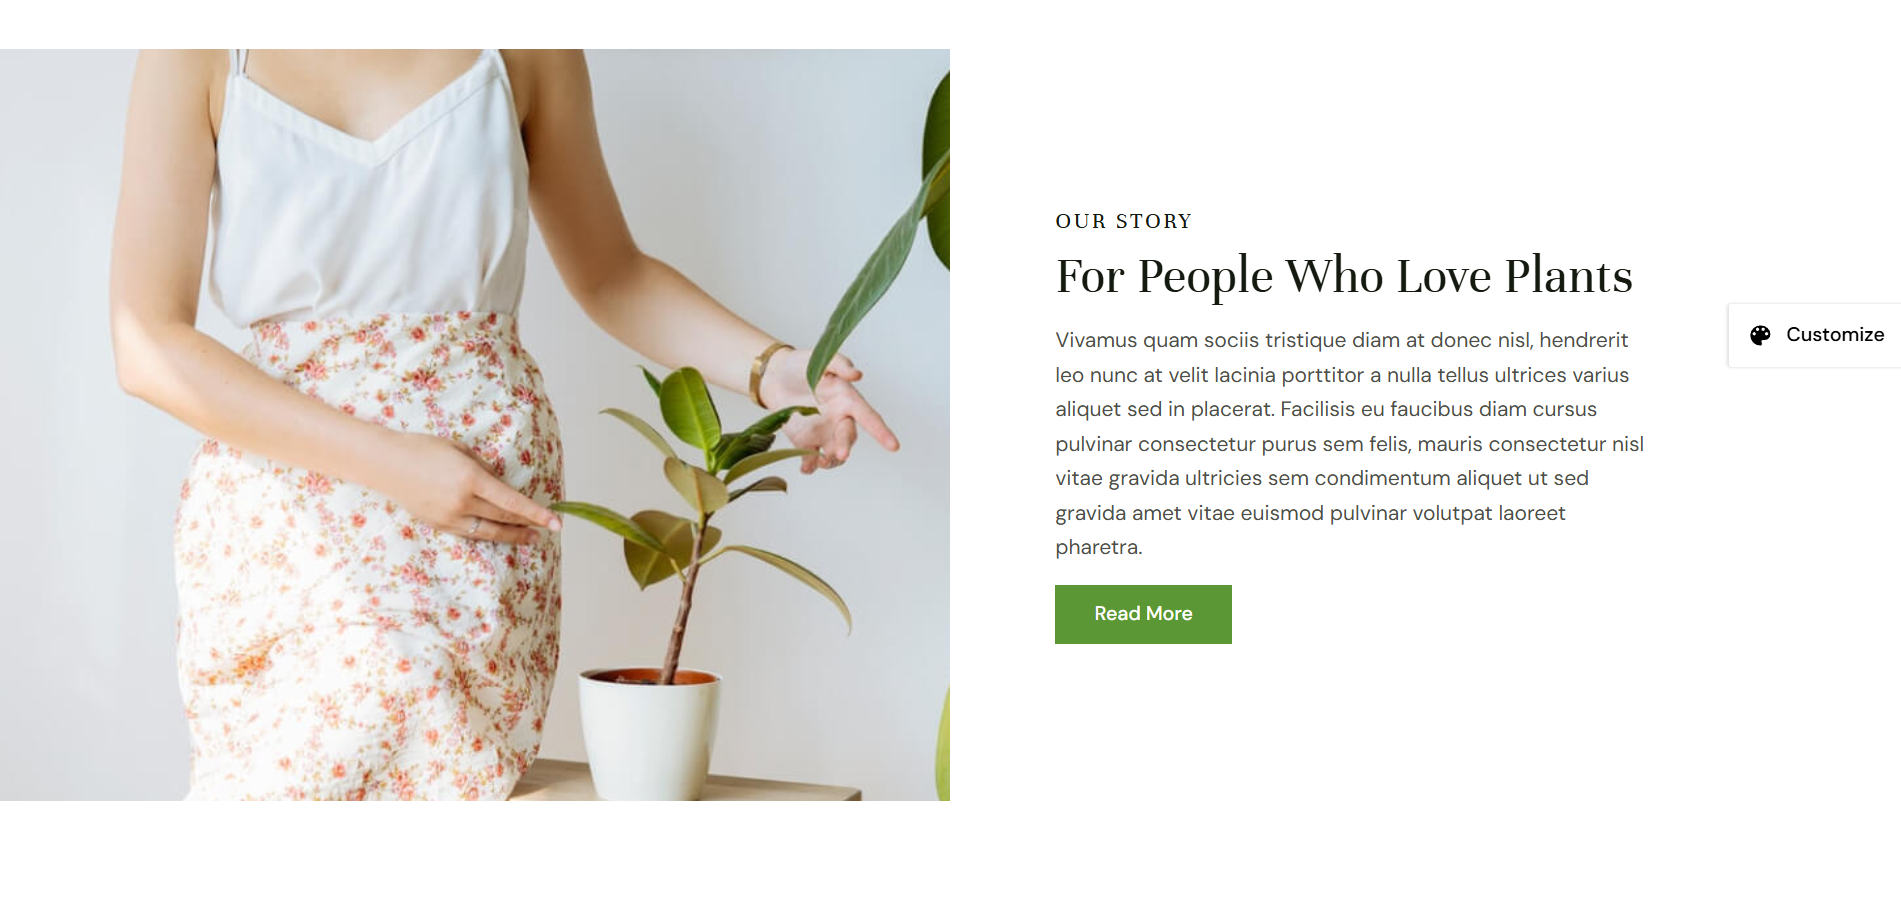 OUR STORY
For People Who Love Plants
Vivamus quam sociis tristique diam at donec nisl, hendrerit
leo nunc at velit lacinia porttitor a nulla tellus ultrices varius
aliquet sed in placerat. Facilisis eu faucibus diam cursus
pulvinar consectetur purus sem felis, mauris consectetur nisl
vitae gravida ultricies sem condimentum aliquet ut sed
gravida amet vitae euismod pulvinar volutpat laoreet
pharetra.
Read More
Customize